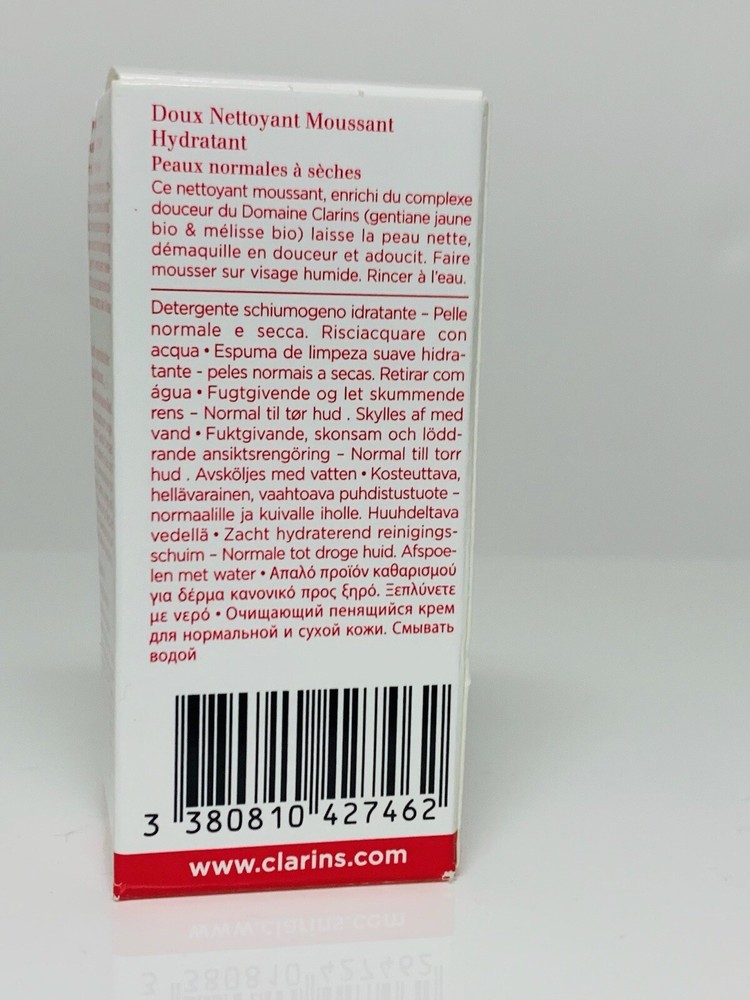 Doux Nettoyant Moussant
Hydratant
Peaux normales à sèches
Ce nettoyant moussant, enrichi du complexe
douceur du Domaine Clarins (gentiane jaune
bio & mélisse bio) laisse la peau nette,
démaquille en douceur et adoucit. Faire
mousser sur visage humide. Rincer à l'eau.
Detergente schiumogeno idratante – Pelle
normale e secca. Risciacquare con
acqua • Espuma de limpeza suave hidra-
tante - peles normais a secas. Retirar com
água • Fugtgivende og let skummende
rens – Normal til tør hud . Skylles af med
vand • Fuktgivande, skonsam och lödd-
rande ansiktsrengöring – Normal till torr
hud . Avsköljes med vatten • Kosteuttava,
hellävarainen, vaahtoava puhdistustuote –
normaalille ja kuivalle iholle. Huuhdeltava
vedellä • Zacht hydraterend reinigings-
schuim – Normale tot droge huid. Afspoe-
len met water • Απαλό προϊόν καθαρισμού
για δέρμα κανονικό προς ξηρό. Ξεπλύνετε
με νερό • Очищающий пенящийся крем
для нормальной и сухой кожи. Смывать
водой
3 380810 427462
www.clarins.com